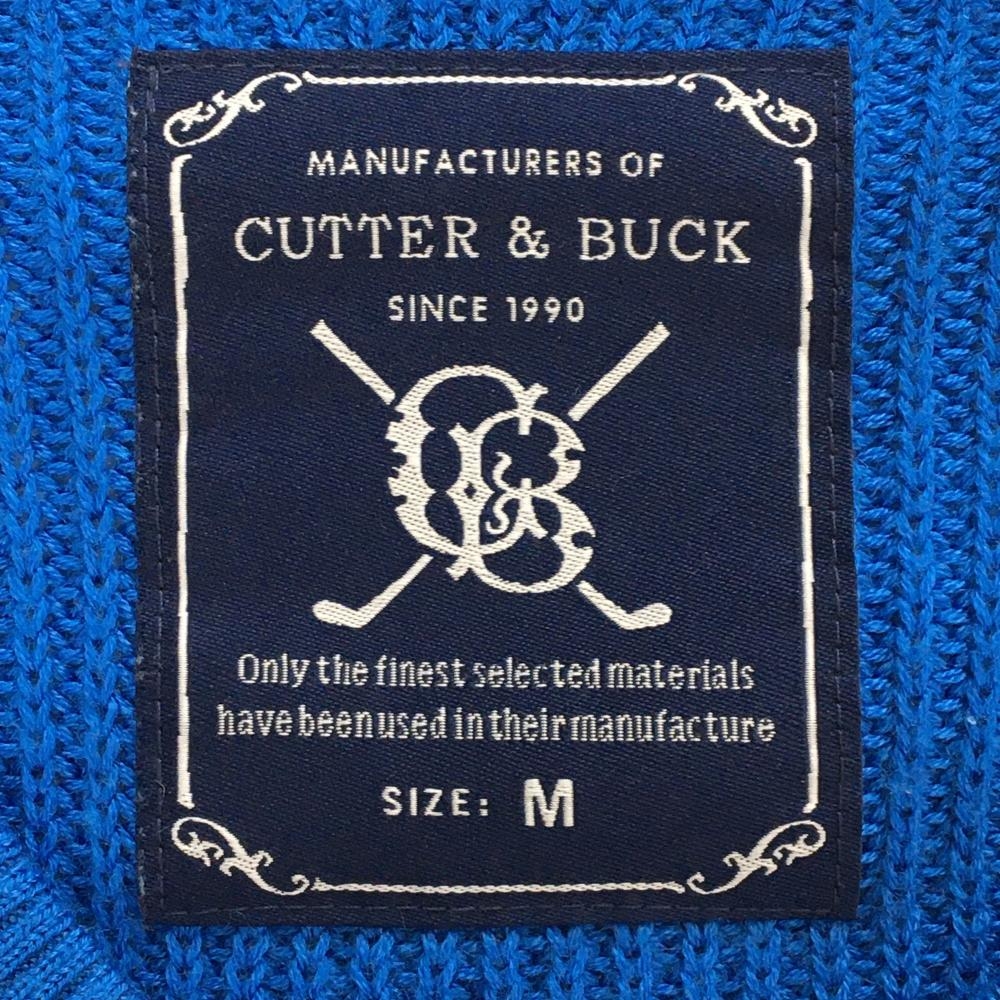 MANUFACTURERS OF
CUTTER & BUCK
SINCE 1990
C&B
Only the finest selected materials
have been used in their manufacture
SIZE: M